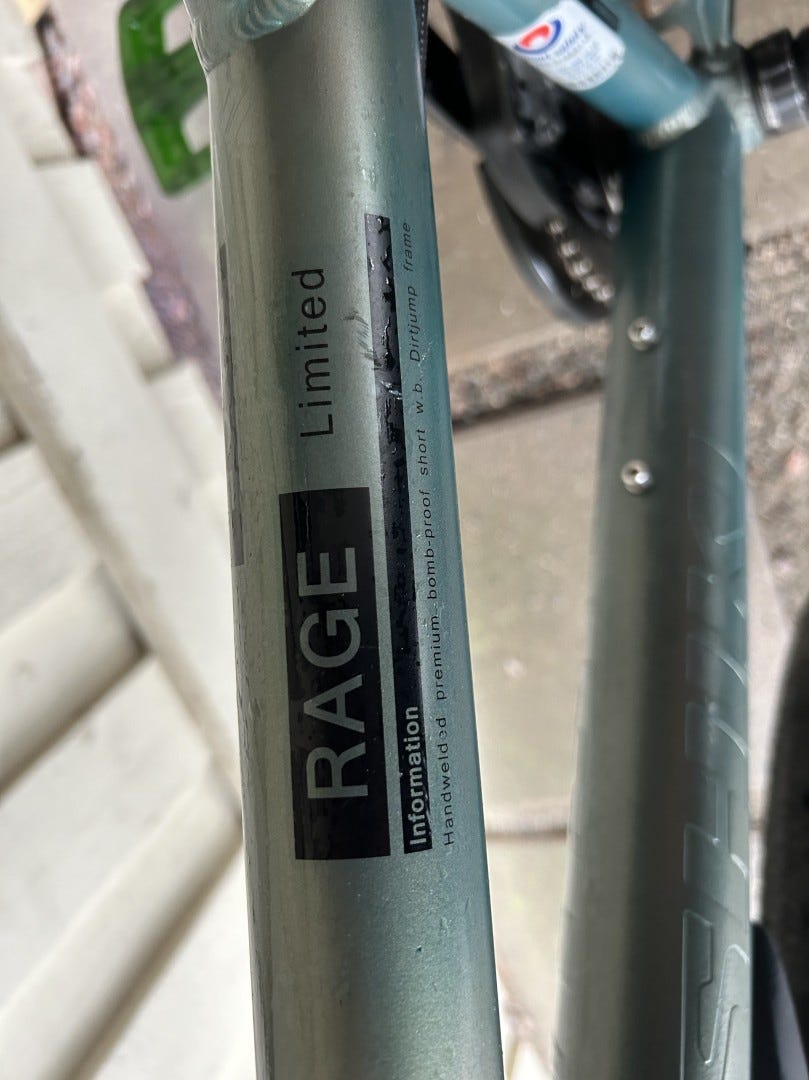 RAGE Limited
Information
Handwelded premium bomb-proof short w.b. Dirtjump frame